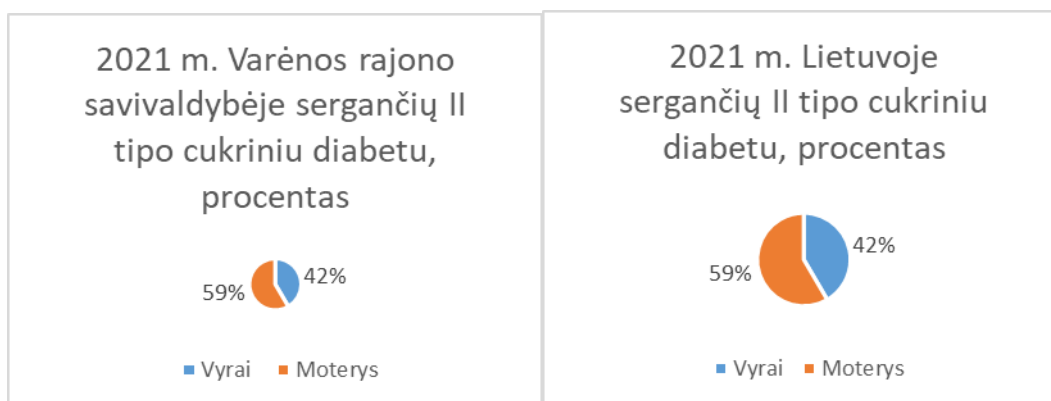 2021 m. Varėnos rajono
savivaldybėje sergančių II
tipo cukriniu diabetu,
procentas
42%
59%
Vyrai
Moterys
2021 m. Lietuvoje
sergančių II tipo cukriniu
diabetu, procentas
42%
59%
Vyrai
Moterys